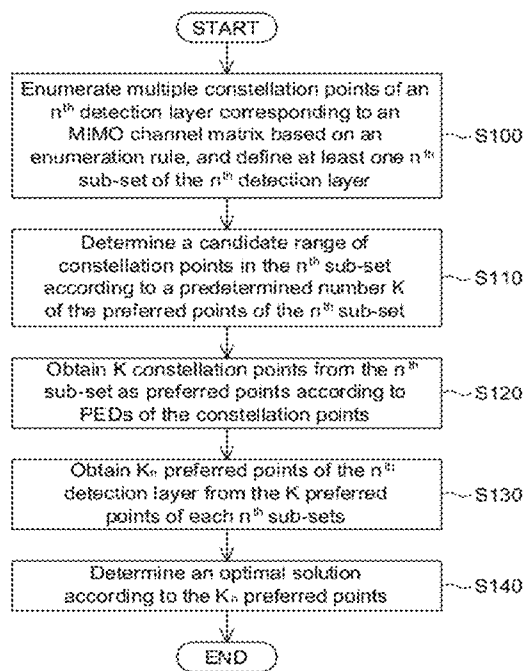 START
Enumerate multiple constellation points of an
nth detection layer corresponding to an
MIMO channel matrix based on an
enumeration rule, and define at least one nth
sub-set of the nth detection layer
S100
Determine a candidate range of
constellation points in the nth sub-set
according to a predetermined number K
of the preferred points of the nth sub-set
S110
Obtain K constellation points from the nth
sub-set as preferred points according to
PEDs of the constellation points
S120
Obtain Kn preferred points of the nth
detection layer from the K preferred
points of each nth sub-sets
S130
Determine an optimal solution
according to the Kn preferred points
S140
END